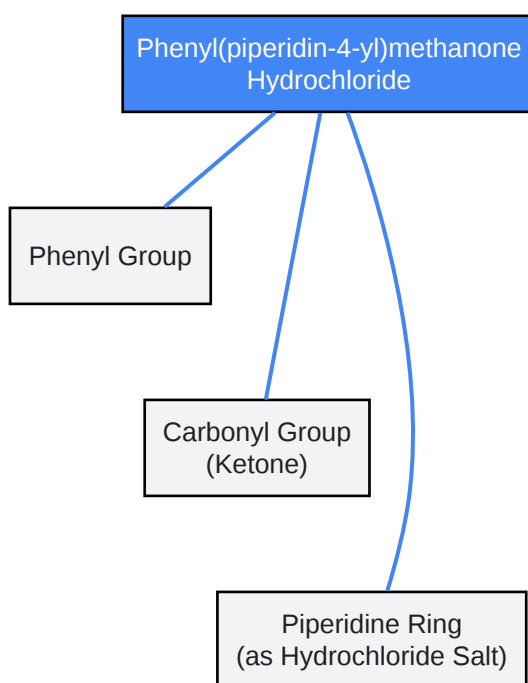 Phenyl(piperidin-4-yl)methanone
Hydrochloride
Phenyl Group
Carbonyl Group
(Ketone)
Piperidine Ring
(as Hydrochloride Salt)